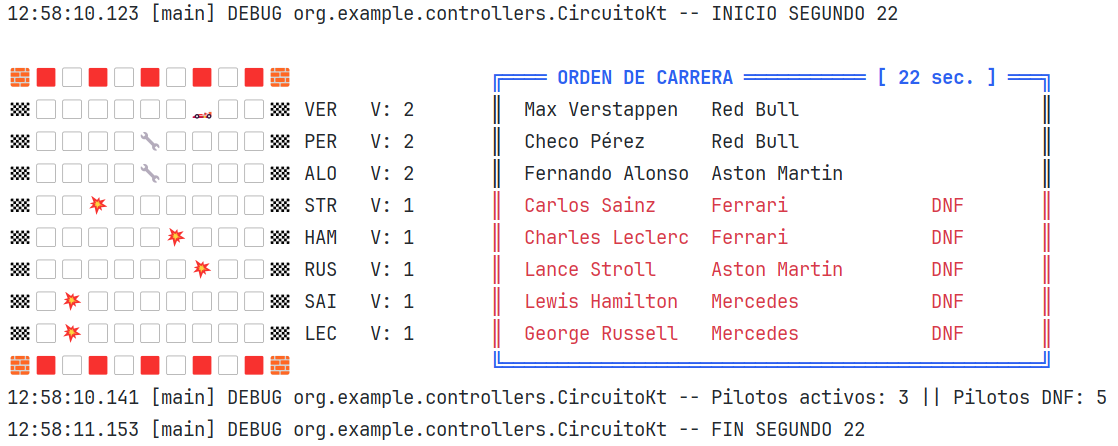 12:58:10.123 [main] DEBUG org.example.controllers.CircuitoKt -- INICIO SEGUNDO 22
ORDEN DE CARRERA [ 22 sec. ]
VER V: 2 Max Verstappen Red Bull
PER V: 2 Checo Pérez Red Bull
ALO V: 2 Fernando Alonso Aston Martin
STR V: 1 Carlos Sainz Ferrari DNF
HAM V: 1 Charles Leclerc Ferrari DNF
RUS V: 1 Lance Stroll Aston Martin DNF
SAI V: 1 Lewis Hamilton Mercedes DNF
LEC V: 1 George Russell Mercedes DNF
12:58:10.141 [main] DEBUG org.example.controllers.CircuitoKt -- Pilotos activos: 3 || Pilotos DNF: 5
12:58:11.153 [main] DEBUG org.example.controllers.CircuitoKt -- FIN SEGUNDO 22